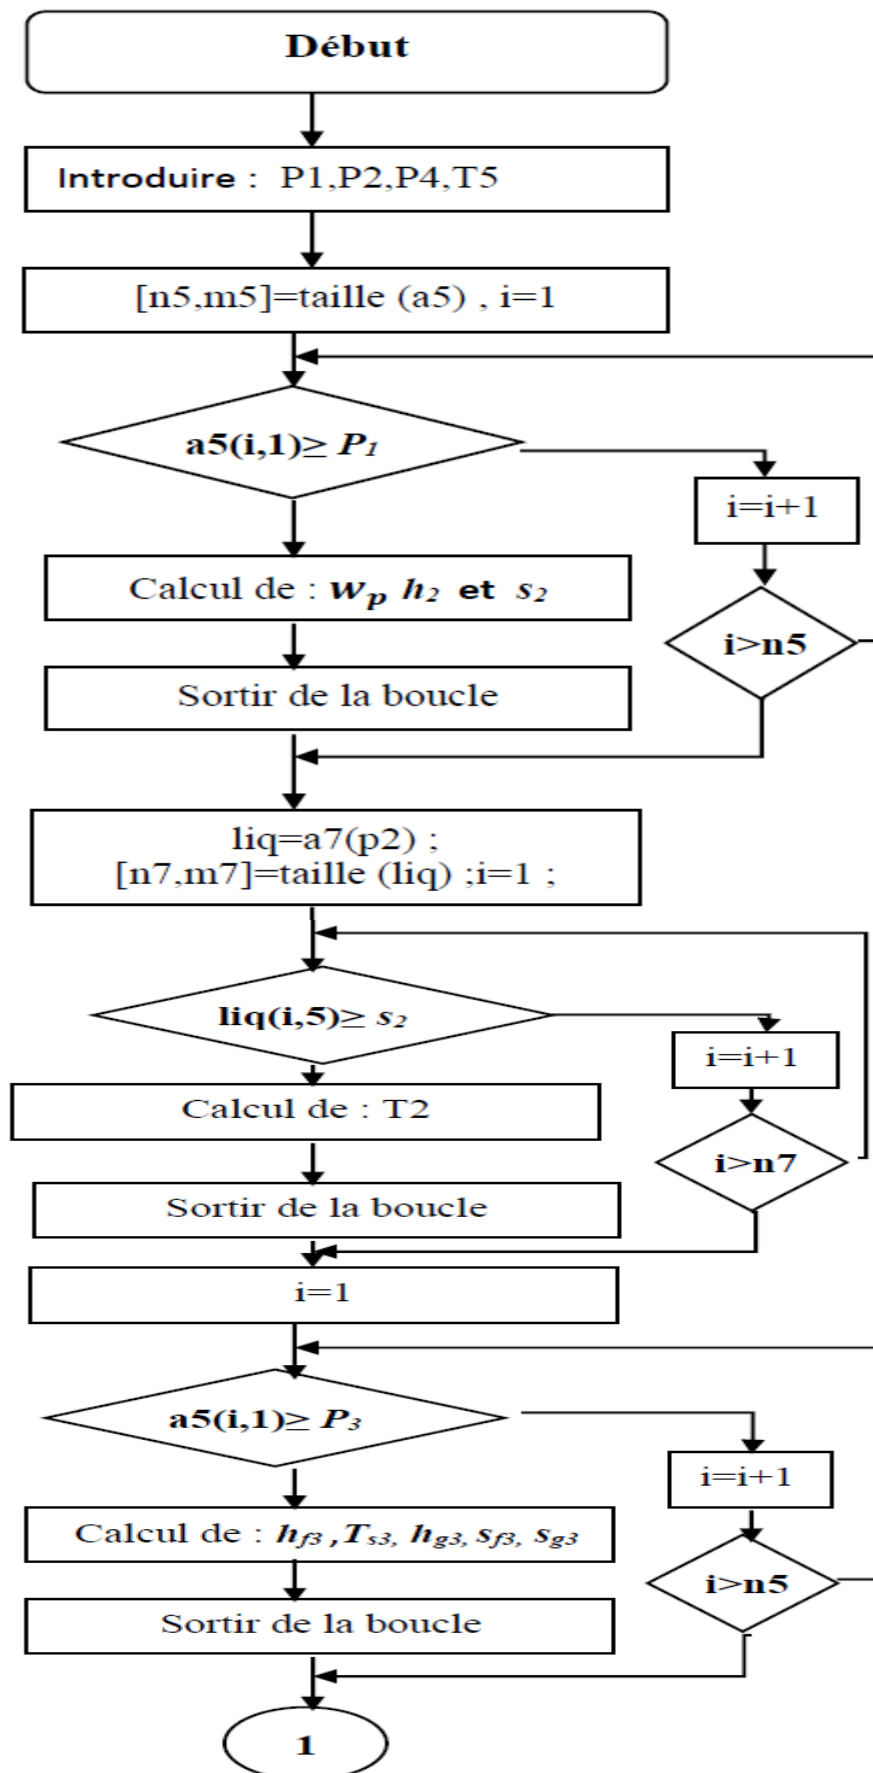 Début
Introduire : P1,P2,P4,T5
[n5,m5]=taille (a5) , i=1
a5(i,1)≥ P₁
i=i+1
Calcul de : wₚ h₂ et s₂
i>n5
Sortir de la boucle
liq=a7(p2) ;
[n7,m7]=taille (liq) ;i=1 ;
liq(i,5)≥ s₂
i=i+1
Calcul de : T2
i>n7
Sortir de la boucle
i=1
a5(i,1)≥ P₃
i=i+1
Calcul de : hf3 ,Ts3, hg3, sf3, sg3
i>n5
Sortir de la boucle
1